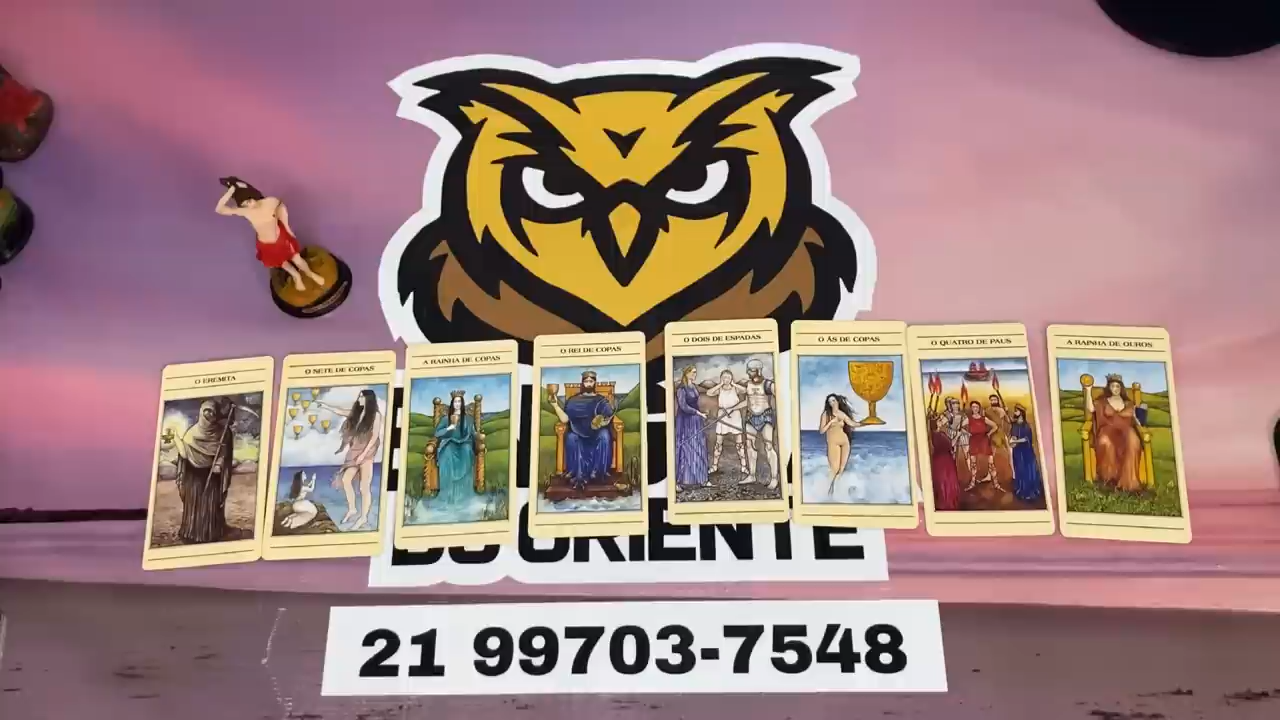 O EREMITA
O SETE DE COPAS
A RAINHA DE COPAS
O REI DE COPAS
O DOIS DE ESPADAS
O ÁS DE COPAS
O QUATRO DE PAUS
A RAINHA DE OUROS
DO ORIENTE
21 99703-7548